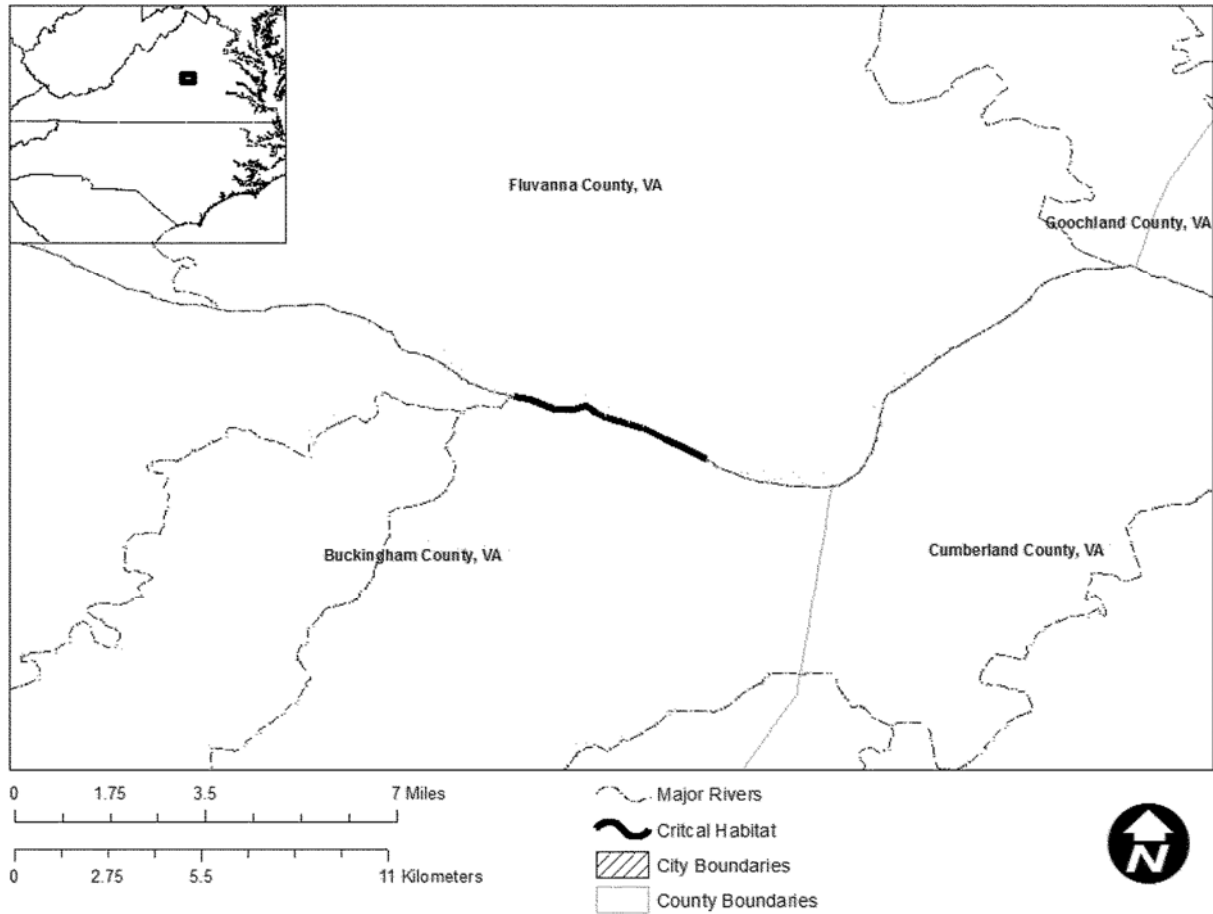 Fluvanna County, VA
Goochland County, VA
Buckingham County, VA
Cumberland County, VA
0 1.75 3.5 7 Miles
0 2.75 5.5 11 Kilometers
Major Rivers
Critcal Habitat
City Boundaries
County Boundaries
N